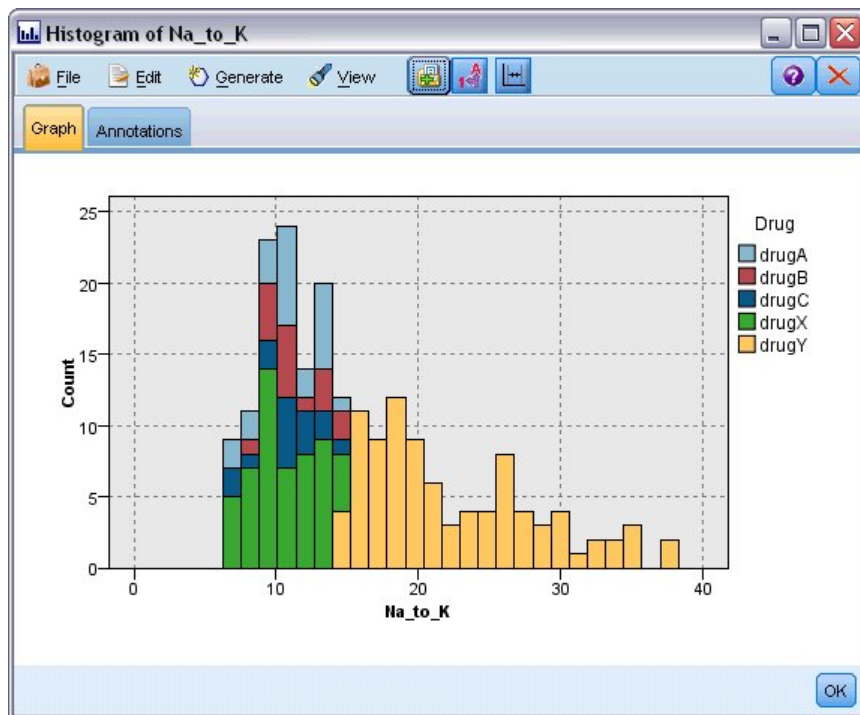 Histogram of Na_to_K
File Edit Generate View
Graph Annotations
25
20
15
10
5
0
Count
0 10 20 30 40
Na_to_K
Drug
drugA
drugB
drugC
drugX
drugY
OK